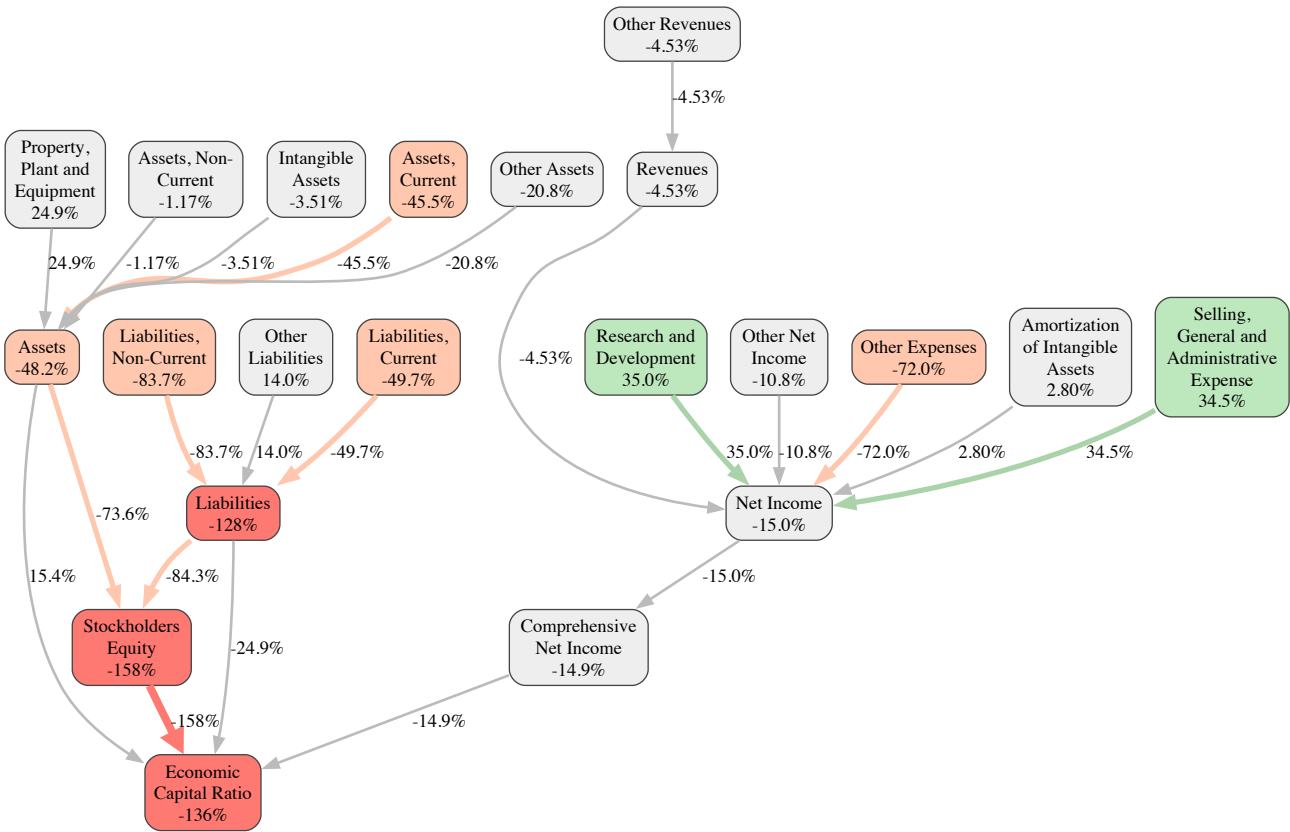 Other Revenues
-4.53%
-4.53%
Property,
Plant and
Equipment
24.9%
Assets, Non-
Current
-1.17%
Intangible
Assets
-3.51%
Assets,
Current
-45.5%
Other Assets
-20.8%
Revenues
-4.53%
24.9%
-1.17%
-3.51%
-45.5%
-20.8%
Assets
-48.2%
Liabilities,
Non-Current
-83.7%
Other
Liabilities
14.0%
Liabilities,
Current
-49.7%
-4.53%
Research and
Development
35.0%
Other Net
Income
-10.8%
Other Expenses
-72.0%
Amortization
of Intangible
Assets
2.80%
Selling,
General and
Administrative
Expense
34.5%
-83.7%
14.0%
-49.7%
35.0%
-10.8%
-72.0%
2.80%
34.5%
-73.6%
Liabilities
-128%
Net Income
-15.0%
15.4%
-84.3%
-15.0%
Stockholders
Equity
-158%
-24.9%
Comprehensive
Net Income
-14.9%
-158%
-14.9%
Economic
Capital Ratio
-136%